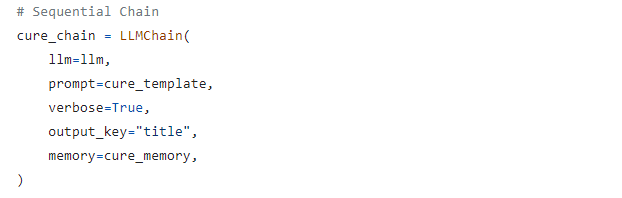 # Sequential Chain
cure_chain = LLMChain(
    llm=llm,
    prompt=cure_template,
    verbose=True,
    output_key="title",
    memory=cure_memory,
)